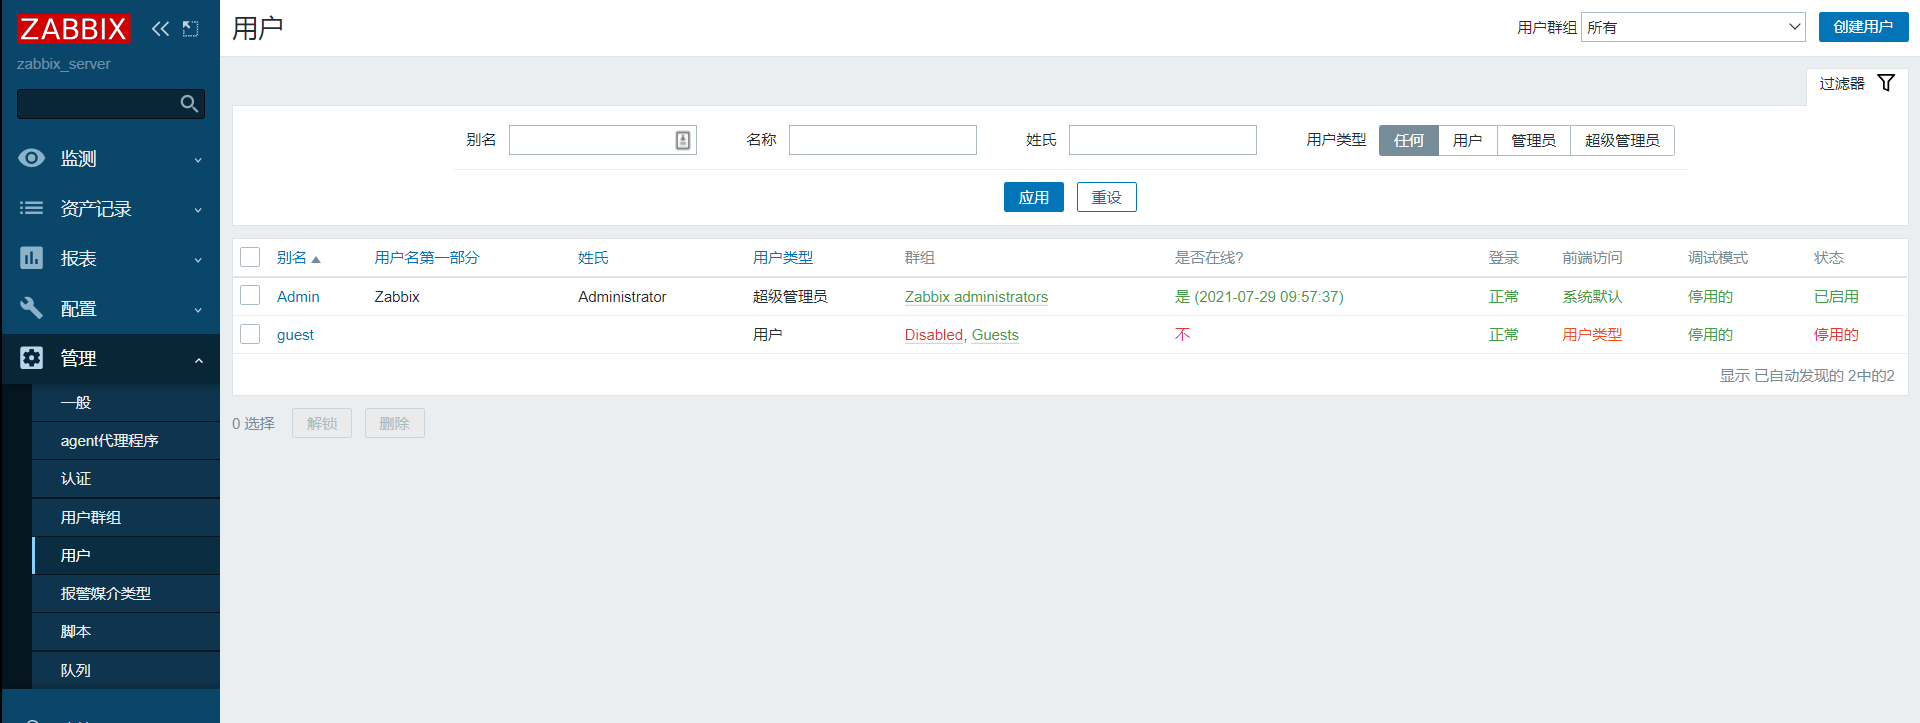 ZABBIX
zabbix_server
监测
资产记录
报表
配置
管理
一般
agent代理程序
认证
用户群组
用户
报警媒介类型
脚本
队列
用户
用户群组 所有 创建用户
过滤器
别名 名称 姓氏 用户类型 任何 用户 管理员 超级管理员
应用 重设
别名 用户名第一部分 姓氏 用户类型 群组 是否在线? 登录 前端访问 调试模式 状态
Admin Zabbix Administrator 超级管理员 Zabbix administrators 是 (2021-07-29 09:57:37) 正常 系统默认 停用的 已启用
guest 用户 Disabled, Guests 不 正常 用户类型 停用的 停用的
显示 已自动发现的 2中的2
0 选择 解锁 删除